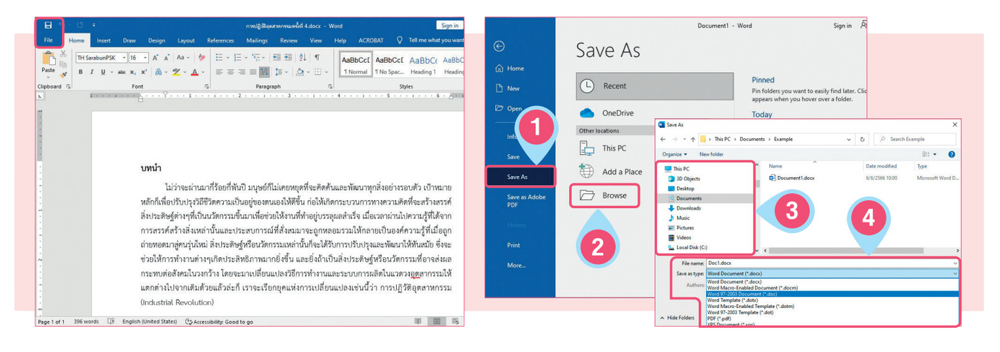 การปฏิวัติอุตสาหกรรมครั้งที่ 4.docx - Word
Sign in
File Home Insert Draw Design Layout References Mailings Review View Help ACROBAT Tell me what you want
Paste
TH SarabunPSK 16 A A Aa
B I U abc X₂ X² A A
AaBbCcI AaBbCcI AaBbCc AaBbC
¶ Normal ¶ No Spac... Heading 1 Heading
Clipboard Font Paragraph Styles
1 1 2 3 4 5 6
บทนำ
ไม่ว่าจะผ่านมากี่ร้อยกี่พันปี มนุษย์ก็ไม่เคยหยุดที่จะคิดค้นและพัฒนาทุกสิ่งอย่างรอบตัว เป้าหมาย
หลักก็เพื่อปรับปรุงวิถีชีวิตความเป็นอยู่ของตนเองให้ดีขึ้น ก่อให้เกิดกระบวนการทางความคิดที่จะสร้างสรรค์
สิ่งประดิษฐ์ต่างๆที่เป็นนวัตกรรมขึ้นมาเพื่อช่วยให้งานที่ทำอยู่บรรลุผลสำเร็จ เมื่อเวลาผ่านไปความรู้ที่ได้จาก
การสรรค์สร้างสิ่งเหล่านั้นและประสบการณ์ที่สั่งสมมาจะถูกหลอมรวมให้กลายเป็นองค์ความรู้ที่เมื่อถูก
ถ่ายทอดมาสู่คนรุ่นใหม่ สิ่งประดิษฐ์หรือนวัตกรรมเหล่านั้นก็จะได้รับการปรับปรุงและพัฒนาให้ทันสมัย ซึ่งจะ
ช่วยให้การทำงานต่างๆเกิดประสิทธิภาพมากยิ่งขึ้น และยิ่งถ้าเป็นสิ่งประดิษฐ์หรือนวัตกรรมที่อาจส่งผล
กระทบต่อสังคมในวงกว้าง โดยจะมาเปลี่ยนแปลงวิธีการทำงานและระบบการผลิตในแวดวงอุตสาหกรรมให้
แตกต่างไปจากเดิมด้วยแล้วล่ะก็ เราจะเรียกยุคแห่งการเปลี่ยนแปลงเช่นนี้ว่า การปฏิวัติอุตสาหกรรม
(Industrial Revolution)
Page 1 of 1 396 words English (United States) Accessibility: Good to go
Document1 - Word
Sign in
Home
New
Open
Info
Save
Save As
Save as Adobe
PDF
History
Print
More...
1
Save As
Recent
OneDrive
Other locations
This PC
Add a Place
Browse
2
Pinned
Pin folders you want to easily find later. Clic
appears when you hover over a folder.
Today
Save As
This PC > Documents > Example
Search Example
Organize New folder
This PC
3D Objects
Desktop
Documents
Downloads
Music
Pictures
Videos
Local Disk (C:)
Name Date modified Type
Document1.docx 6/6/2566 10:00 Microsoft Word D...
3
4
File name: Doc1.docx
Save as type: Word Document (*.docx)
Authors:
Word Document (*.docx)
Word Macro-Enabled Document (*.docm)
Word 97-2003 Document (*.doc)
Word Template (*.dotx)
Word Macro-Enabled Template (*.dotm)
Word 97-2003 Template (*.dot)
PDF (*.pdf)
XPS Document (*.xps)
Hide Folders